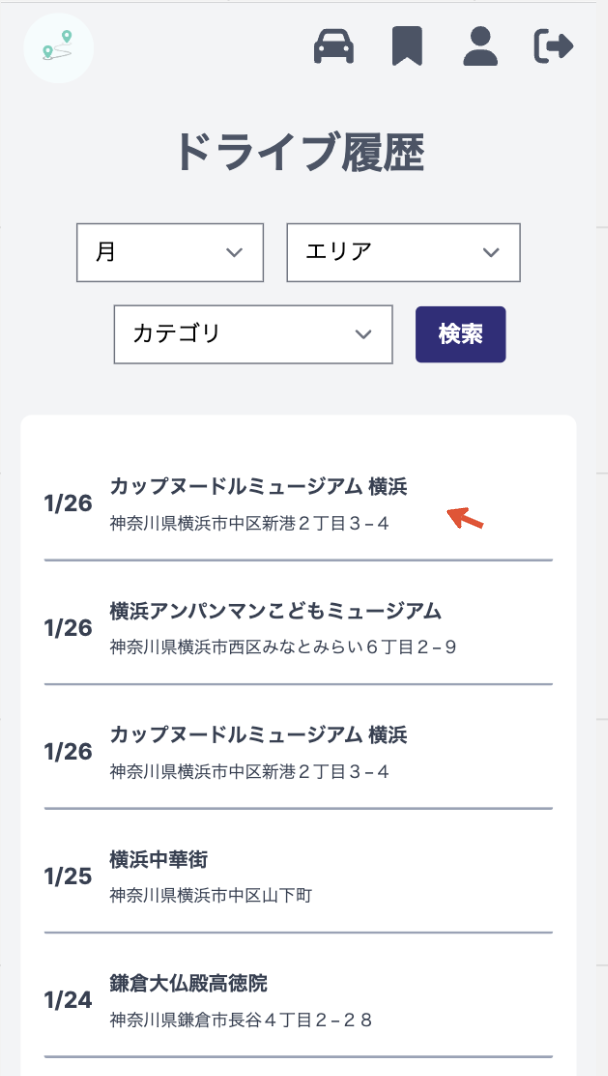 ドライブ履歴
月
エリア
カテゴリ
検索
1/26
カップヌードルミュージアム 横浜
神奈川県横浜市中区新港２丁目３−４
1/26
横浜アンパンマンこどもミュージアム
神奈川県横浜市西区みなとみらい６丁目２−９
1/26
カップヌードルミュージアム 横浜
神奈川県横浜市中区新港２丁目３−４
1/25
横浜中華街
神奈川県横浜市中区山下町
1/24
鎌倉大仏殿高徳院
神奈川県鎌倉市長谷４丁目２−２８